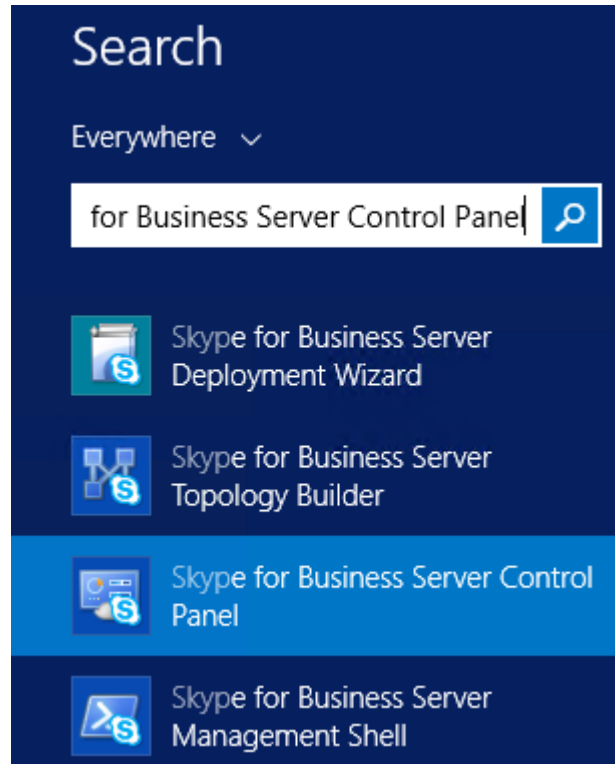 Search
Everywhere
for Business Server Control Panel
Skype for Business Server
Deployment Wizard
Skype for Business Server
Topology Builder
Skype for Business Server Control
Panel
Skype for Business Server
Management Shell